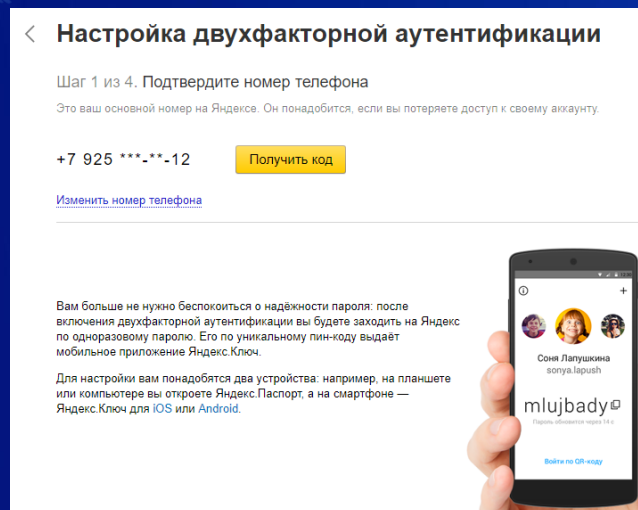 Настройка двухфакторной аутентификации
Шаг 1 из 4. Подтвердите номер телефона
Это ваш основной номер на Яндексе. Он понадобится, если вы потеряете доступ к своему аккаунту.
+7 925 ***-**-12
Получить код
Изменить номер телефона
Вам больше не нужно беспокоиться о надёжности пароля: после
включения двухфакторной аутентификации вы будете заходить на Яндекс
по одноразовому паролю. Его по уникальному пин-коду выдаёт
мобильное приложение Яндекс.Ключ.
Для настройки вам понадобятся два устройства: например, на планшете
или компьютере вы откроете Яндекс.Паспорт, а на смартфоне —
Яндекс.Ключ для iOS или Android.
Соня Лапушкина
sonya.lapush
mlujbady
Пароль обновится через 14 с
Войти по QR-коду